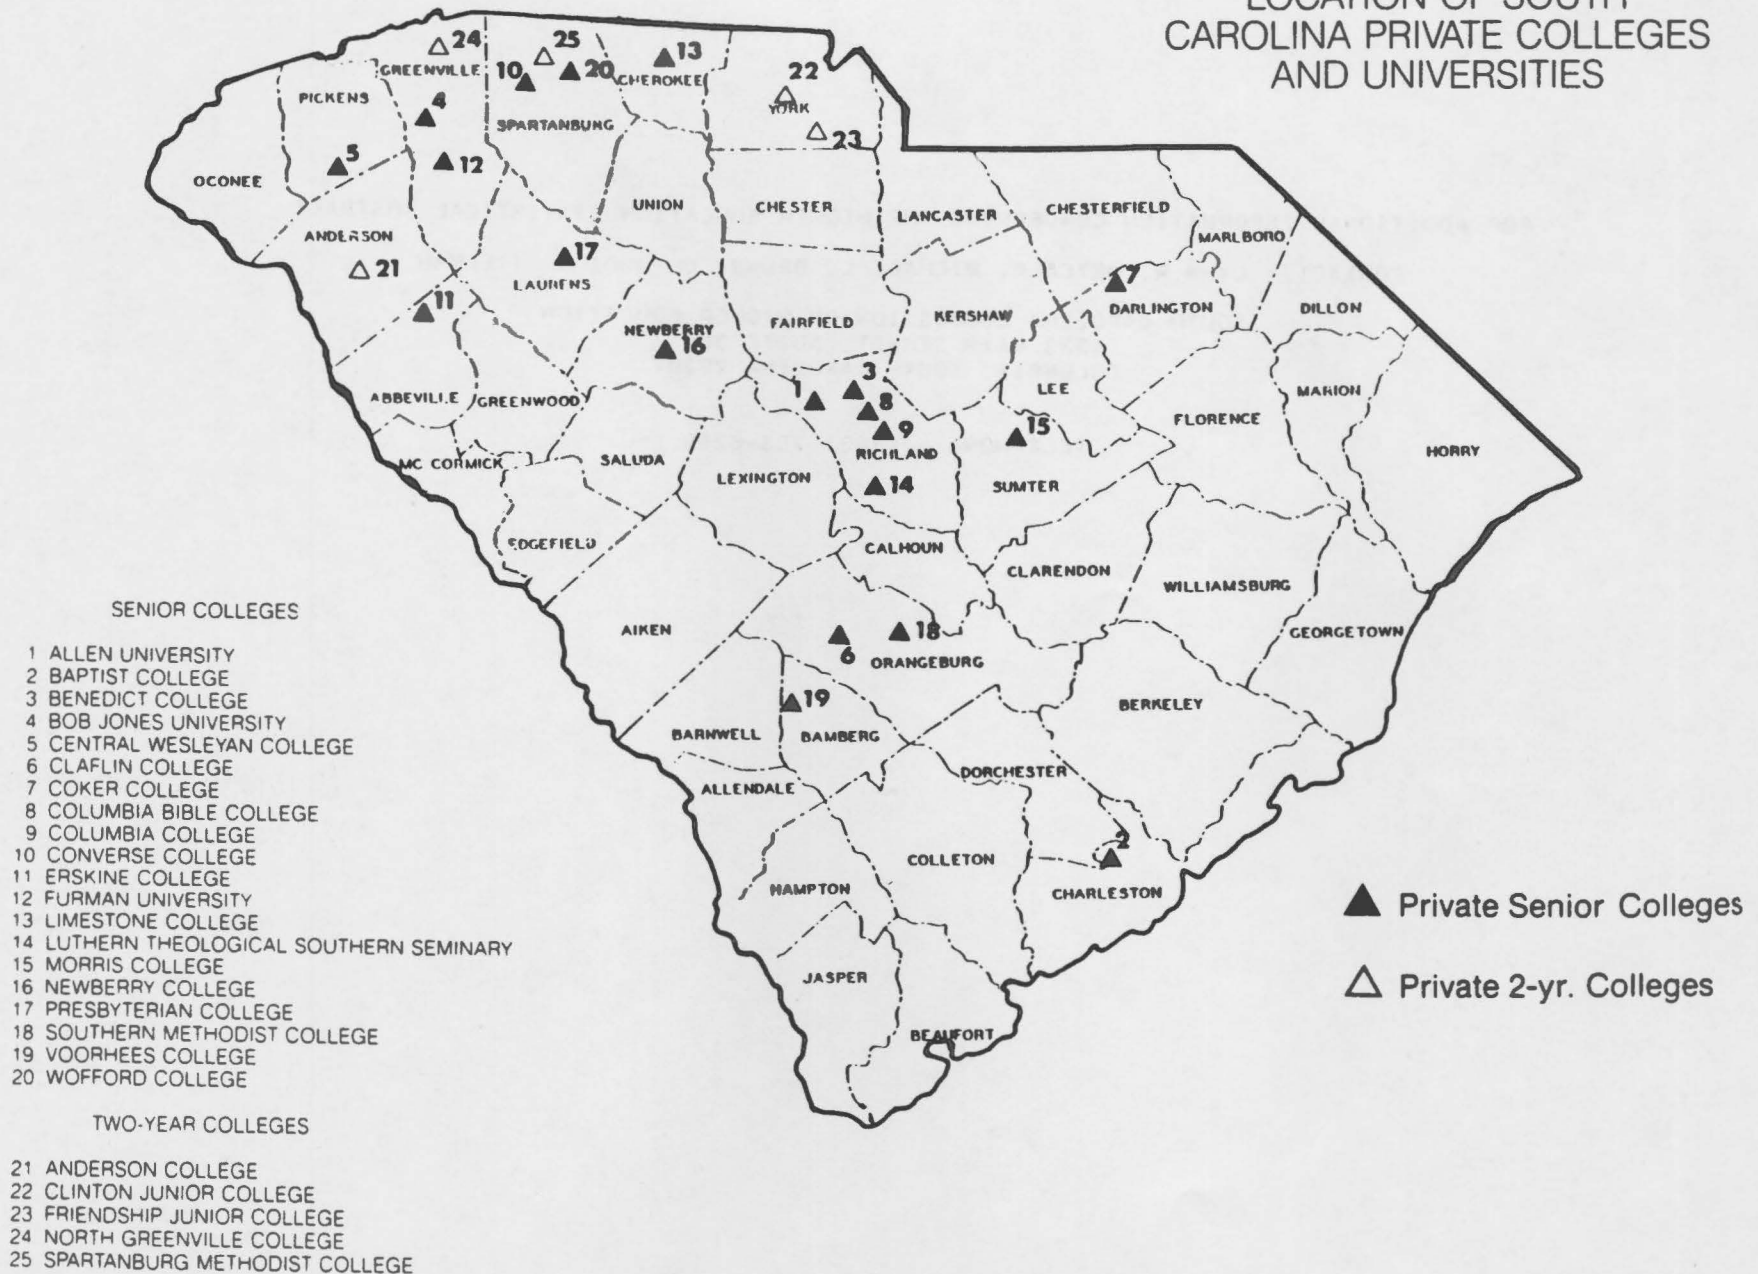 LOCATION OF SOUTH
CAROLINA PRIVATE COLLEGES
AND UNIVERSITIES
24
25
13
GREENVILLE
10
20
CHEROKEE
22
PICKENS
4
YORK
SPARTANBURG
23
5
12
OCONEE
UNION
CHESTER
LANCASTER
CHESTERFIELD
ANDERSON
MARLBORO
17
21
7
LAURENS
11
DARLINGTON
DILLON
NEWBERRY
FAIRFIELD
KERSHAW
16
3
1
LEE
MARION
ABBEVILLE
GREENWOOD
8
FLORENCE
9
15
RICHLAND
HORRY
MC CORMICK
SALUDA
LEXINGTON
14
SUMTER
EDGEFIELD
CALHOUN
CLARENDON
WILLIAMSBURG
AIKEN
18
GEORGETOWN
6
ORANGEBURG
19
BERKELEY
BARNWELL
BAMBERG
DORCHESTER
ALLENDALE
2
COLLETON
HAMPTON
CHARLESTON
JASPER
BEAUFORT
SENIOR COLLEGES
1 ALLEN UNIVERSITY
2 BAPTIST COLLEGE
3 BENEDICT COLLEGE
4 BOB JONES UNIVERSITY
5 CENTRAL WESLEYAN COLLEGE
6 CLAFLIN COLLEGE
7 COKER COLLEGE
8 COLUMBIA BIBLE COLLEGE
9 COLUMBIA COLLEGE
10 CONVERSE COLLEGE
11 ERSKINE COLLEGE
12 FURMAN UNIVERSITY
13 LIMESTONE COLLEGE
14 LUTHERN THEOLOGICAL SOUTHERN SEMINARY
15 MORRIS COLLEGE
16 NEWBERRY COLLEGE
17 PRESBYTERIAN COLLEGE
18 SOUTHERN METHODIST COLLEGE
19 VOORHEES COLLEGE
20 WOFFORD COLLEGE
TWO-YEAR COLLEGES
21 ANDERSON COLLEGE
22 CLINTON JUNIOR COLLEGE
23 FRIENDSHIP JUNIOR COLLEGE
24 NORTH GREENVILLE COLLEGE
25 SPARTANBURG METHODIST COLLEGE
Private Senior Colleges
Private 2-yr. Colleges